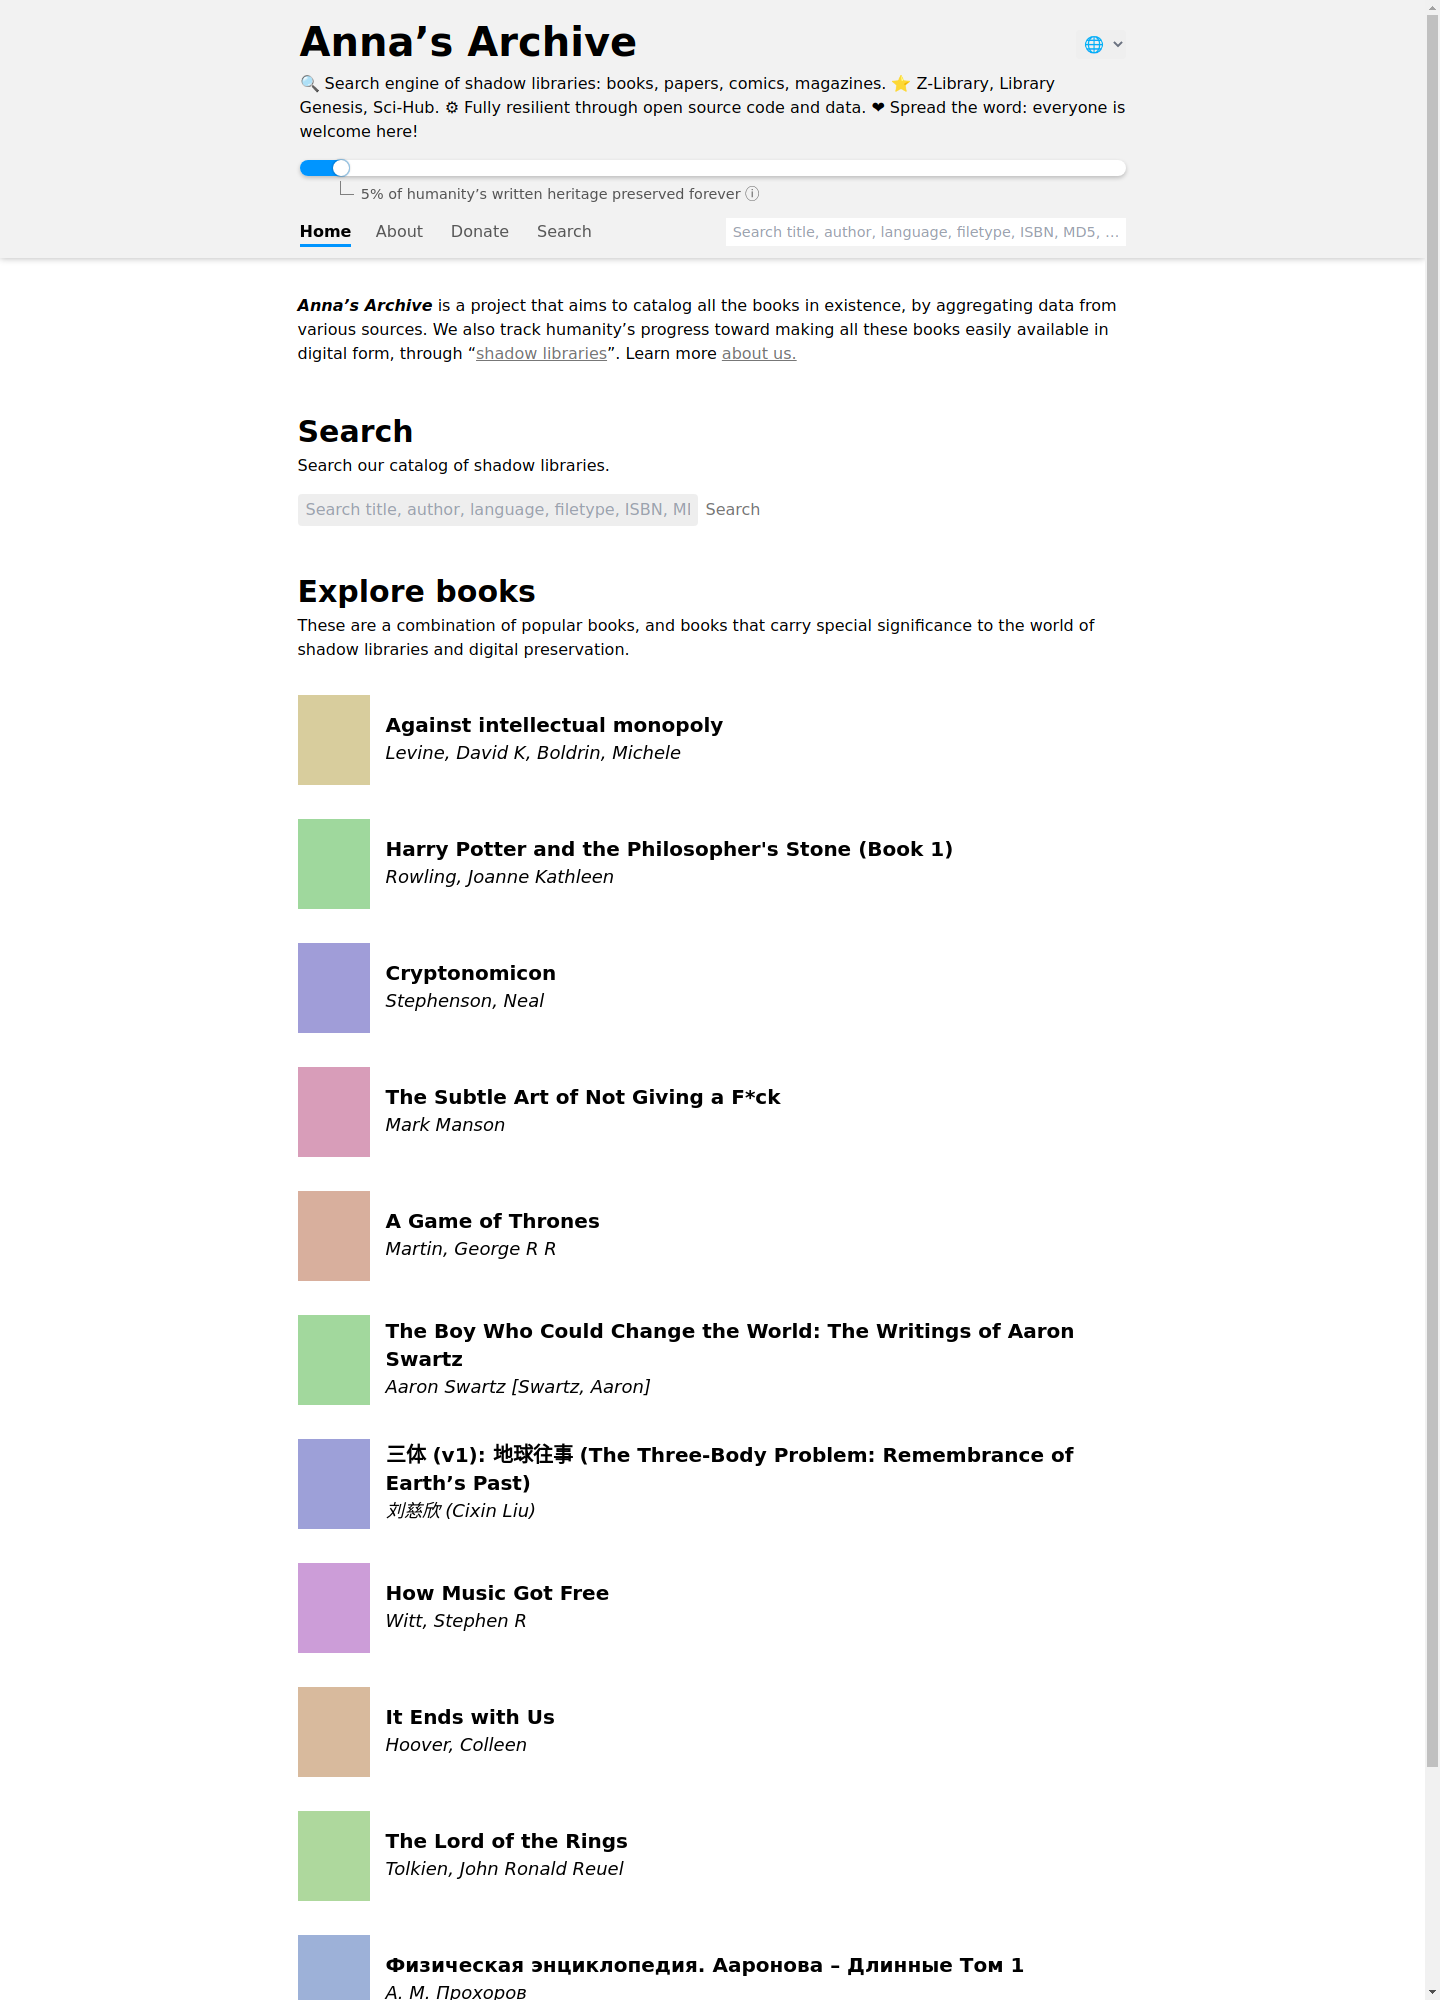 Anna’s Archive
🔍 Search engine of shadow libraries: books, papers, comics, magazines. ⭐️ Z-Library, Library
Genesis, Sci-Hub. ⚙️ Fully resilient through open source code and data. ❤️ Spread the word: everyone is
welcome here!
5% of humanity’s written heritage preserved forever ⓘ
Home About Donate Search Search title, author, language, filetype, ISBN, MD5, …
Anna’s Archive is a project that aims to catalog all the books in existence, by aggregating data from
various sources. We also track humanity’s progress toward making all these books easily available in
digital form, through “shadow libraries”. Learn more about us.
Search
Search our catalog of shadow libraries.
Search title, author, language, filetype, ISBN, MI Search
Explore books
These are a combination of popular books, and books that carry special significance to the world of
shadow libraries and digital preservation.
Against intellectual monopoly
Levine, David K, Boldrin, Michele
Harry Potter and the Philosopher's Stone (Book 1)
Rowling, Joanne Kathleen
Cryptonomicon
Stephenson, Neal
The Subtle Art of Not Giving a F*ck
Mark Manson
A Game of Thrones
Martin, George R R
The Boy Who Could Change the World: The Writings of Aaron
Swartz
Aaron Swartz [Swartz, Aaron]
三体 (v1): 地球往事 (The Three-Body Problem: Remembrance of
Earth’s Past)
刘慈欣 (Cixin Liu)
How Music Got Free
Witt, Stephen R
It Ends with Us
Hoover, Colleen
The Lord of the Rings
Tolkien, John Ronald Reuel
Физическая энциклопедия. Ааронова – Длинные Том 1
А. М. Прохоров